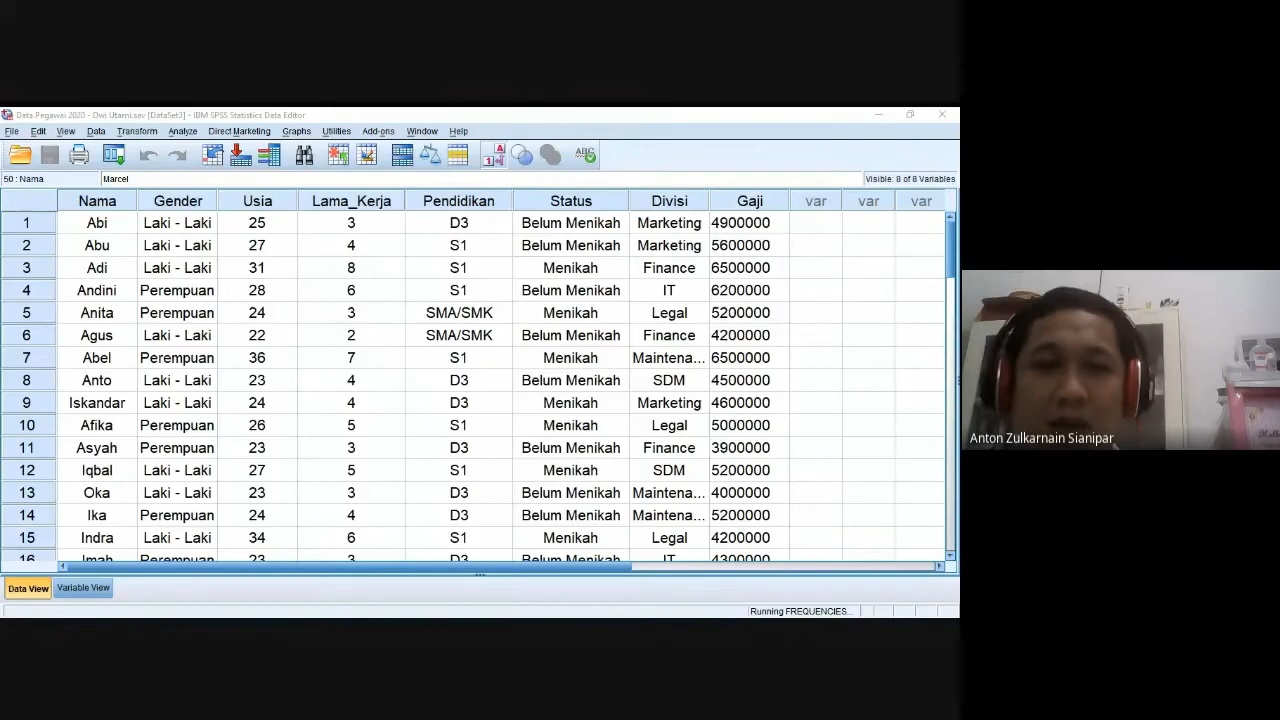 Data Pegawai 2020 - Dwi Utami.sav [DataSet3] - IBM SPSS Statistics Data Editor
File Edit View Data Transform Analyze Direct Marketing Graphs Utilities Add-ons Window Help
50 : Nama Marcel Visible: 8 of 8 Variables
Nama Gender Usia Lama_Kerja Pendidikan Status Divisi Gaji var var var
1 Abi Laki - Laki 25 3 D3 Belum Menikah Marketing 4900000
2 Abu Laki - Laki 27 4 S1 Belum Menikah Marketing 5600000
3 Adi Laki - Laki 31 8 S1 Menikah Finance 6500000
4 Andini Perempuan 28 6 S1 Belum Menikah IT 6200000
5 Anita Perempuan 24 3 SMA/SMK Menikah Legal 5200000
6 Agus Laki - Laki 22 2 SMA/SMK Belum Menikah Finance 4200000
7 Abel Perempuan 36 7 S1 Menikah Maintena... 6500000
8 Anto Laki - Laki 23 4 D3 Belum Menikah SDM 4500000
9 Iskandar Laki - Laki 24 4 D3 Menikah Marketing 4600000
10 Afika Perempuan 26 5 S1 Menikah Legal 5000000
11 Asyah Perempuan 23 3 D3 Belum Menikah Finance 3900000
12 Iqbal Laki - Laki 27 5 S1 Menikah SDM 5200000
13 Oka Laki - Laki 23 3 D3 Belum Menikah Maintena... 4000000
14 Ika Perempuan 24 4 D3 Belum Menikah Maintena... 5200000
15 Indra Laki - Laki 34 6 S1 Menikah Legal 4200000
16 Imah Perempuan 23 3 D3 Belum Menikah IT 4300000
Data View Variable View
Running FREQUENCIES...
Anton Zulkarnain Sianipar